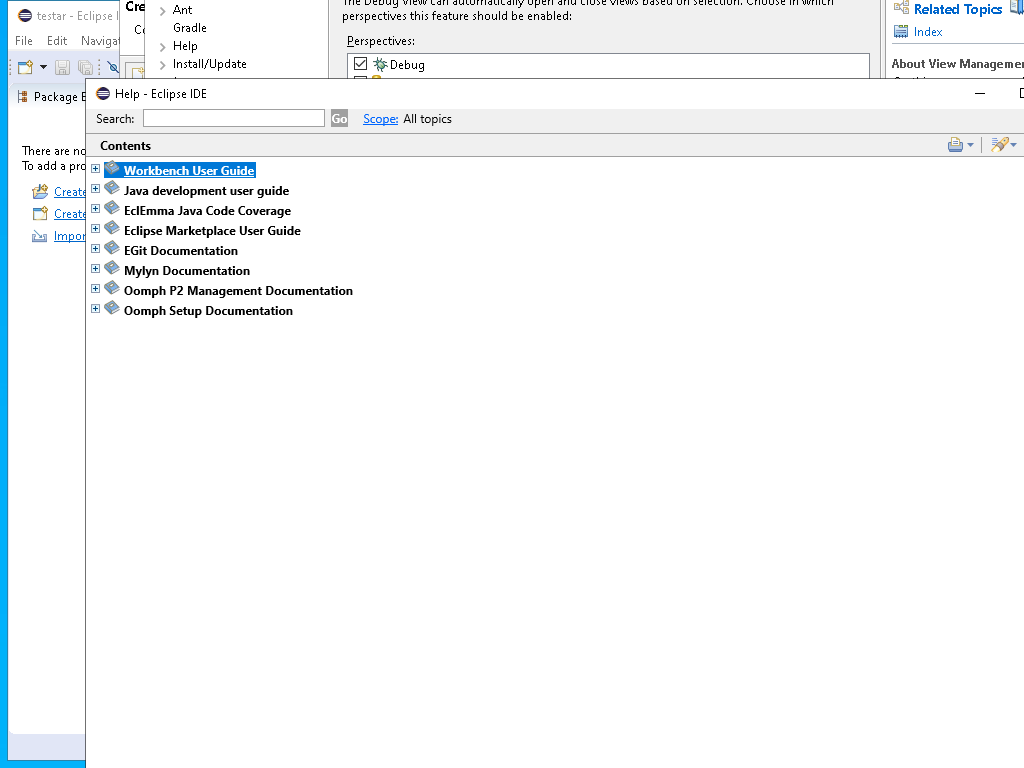 testar - Eclipse I
File Edit Navigat
Package E
There are no
To add a pro
Create
Create
Impor
Cre
Ant
Gradle
Help
Install/Update
The Debug View can automatically open and close views based on selection. Choose in which
perspectives this feature should be enabled:
Perspectives:
Debug
Related Topics
Index
About View Manageme
Help - Eclipse IDE
Search: Go Scope: All topics
Contents
Workbench User Guide
Java development user guide
EclEmma Java Code Coverage
Eclipse Marketplace User Guide
EGit Documentation
Mylyn Documentation
Oomph P2 Management Documentation
Oomph Setup Documentation